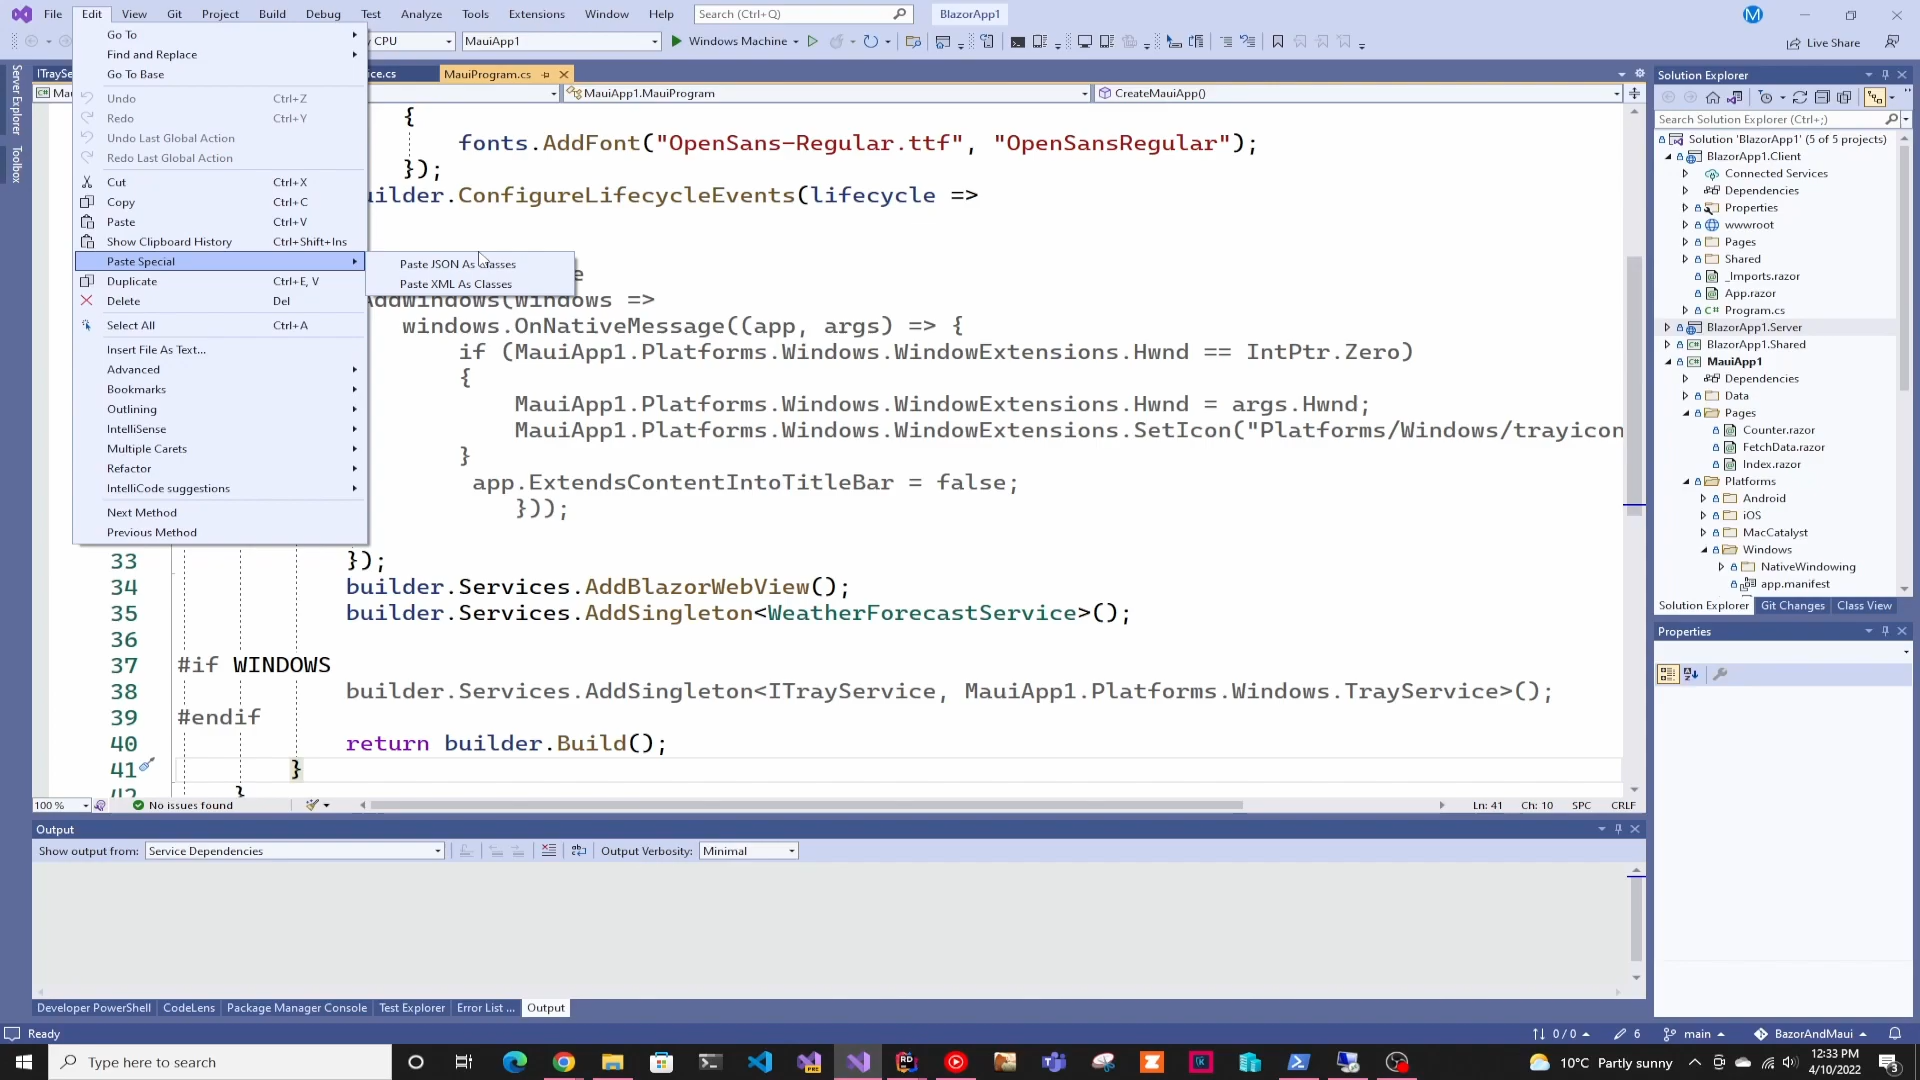 File Edit View Git Project Build Debug Test Analyze Tools Extensions Window Help Search (Ctrl+Q) BlazorApp1 M
CPU MauiApp1 Windows Machine Live Share
ITraySe ice.cs MauiProgram.cs
Mau MauiApp1.MauiProgram CreateMauiApp()
Go To
Find and Replace
Go To Base
Undo Ctrl+Z
Redo Ctrl+Y
Undo Last Global Action
Redo Last Global Action
Cut Ctrl+X
Copy Ctrl+C
Paste Ctrl+V
Show Clipboard History Ctrl+Shift+Ins
Paste Special
Duplicate Ctrl+E, V
Delete Del
Select All Ctrl+A
Insert File As Text...
Advanced
Bookmarks
Outlining
IntelliSense
Multiple Carets
Refactor
IntelliCode suggestions
Next Method
Previous Method
Paste JSON As Classes
Paste XML As Classes
Server Explorer
Toolbox
{
fonts.AddFont("OpenSans-Regular.ttf", "OpenSansRegular");
});
uilder.ConfigureLifecycleEvents(lifecycle =>
e
AddWindows(windows =>
windows.OnNativeMessage((app, args) => {
if (MauiApp1.Platforms.Windows.WindowExtensions.Hwnd == IntPtr.Zero)
{
MauiApp1.Platforms.Windows.WindowExtensions.Hwnd = args.Hwnd;
MauiApp1.Platforms.Windows.WindowExtensions.SetIcon("Platforms/Windows/trayicon
}
app.ExtendsContentIntoTitleBar = false;
}));
33 });
34 builder.Services.AddBlazorWebView();
35 builder.Services.AddSingleton<WeatherForecastService>();
36
37 #if WINDOWS
38 builder.Services.AddSingleton<ITrayService, MauiApp1.Platforms.Windows.TrayService>();
39 #endif
40 return builder.Build();
41 }
42 }
100 % No issues found Ln: 41 Ch: 10 SPC CRLF
Output
Show output from: Service Dependencies Output Verbosity: Minimal
Developer PowerShell CodeLens Package Manager Console Test Explorer Error List ... Output
Solution Explorer
Search Solution Explorer (Ctrl+;)
Solution 'BlazorApp1' (5 of 5 projects)
BlazorApp1.Client
Connected Services
Dependencies
Properties
wwwroot
Pages
Shared
_Imports.razor
App.razor
C# Program.cs
BlazorApp1.Server
BlazorApp1.Shared
MauiApp1
Dependencies
Data
Pages
Counter.razor
FetchData.razor
Index.razor
Platforms
Android
iOS
MacCatalyst
Windows
NativeWindowing
app.manifest
Solution Explorer Git Changes Class View
Properties
Ready 0 / 0 6 main BazorAndMaui
Type here to search 10°C Partly sunny 12:33 PM
4/10/2022 3